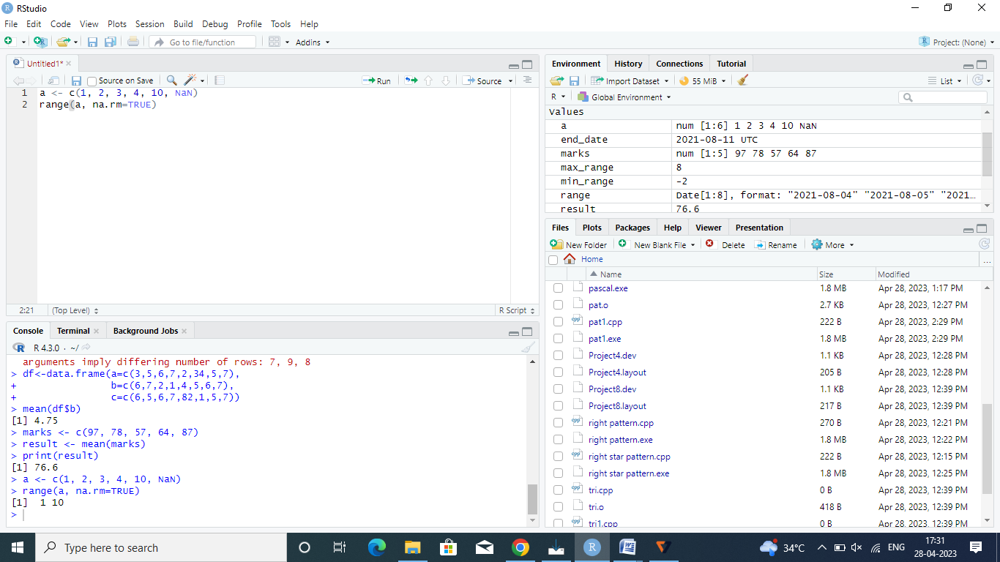 RStudio
File Edit Code View Plots Session Build Debug Profile Tools Help
Go to file/function Addins Project: (None)
Untitled1*
Source on Save Run Source
1 a <- c(1, 2, 3, 4, 10, NaN)
2 range(a, na.rm=TRUE)
2:21 (Top Level) R Script
Console Terminal Background Jobs
R 4.3.0 · ~/
arguments imply differing number of rows: 7, 9, 8
> df<-data.frame(a=c(3,5,6,7,2,34,5,7),
+ b=c(6,7,2,1,4,5,6,7),
+ c=c(6,5,6,7,82,1,5,7))
> mean(df$b)
[1] 4.75
> marks <- c(97, 78, 57, 64, 87)
> result <- mean(marks)
> print(result)
[1] 76.6
> a <- c(1, 2, 3, 4, 10, NaN)
> range(a, na.rm=TRUE)
[1]  1 10
>
Environment History Connections Tutorial
Import Dataset 55 MiB List
R Global Environment
Values
a num [1:6] 1 2 3 4 10 NaN
end_date 2021-08-11 UTC
marks num [1:5] 97 78 57 64 87
max_range 8
min_range -2
range Date[1:8], format: "2021-08-04" "2021-08-05" "2021…
result 76.6
Files Plots Packages Help Viewer Presentation
New Folder New Blank File Delete Rename More
Home ...
Name Size Modified
pascal.exe 1.8 MB Apr 28, 2023, 1:17 PM
pat.o 2.7 KB Apr 28, 2023, 12:27 PM
pat1.cpp 222 B Apr 28, 2023, 2:29 PM
pat1.exe 1.8 MB Apr 28, 2023, 2:29 PM
Project4.dev 1.1 KB Apr 28, 2023, 12:28 PM
Project4.layout 205 B Apr 28, 2023, 12:28 PM
Project8.dev 1.1 KB Apr 28, 2023, 12:39 PM
Project8.layout 217 B Apr 28, 2023, 12:39 PM
right pattern.cpp 270 B Apr 28, 2023, 12:21 PM
right pattern.exe 1.8 MB Apr 28, 2023, 12:22 PM
right star pattern.cpp 222 B Apr 28, 2023, 12:15 PM
right star pattern.exe 1.8 MB Apr 28, 2023, 12:25 PM
tri.cpp 0 B Apr 28, 2023, 12:39 PM
tri.o 418 B Apr 28, 2023, 12:39 PM
tri1.cpp 0 B Apr 28, 2023, 12:39 PM
Type here to search
34°C ENG 17:31
28-04-2023